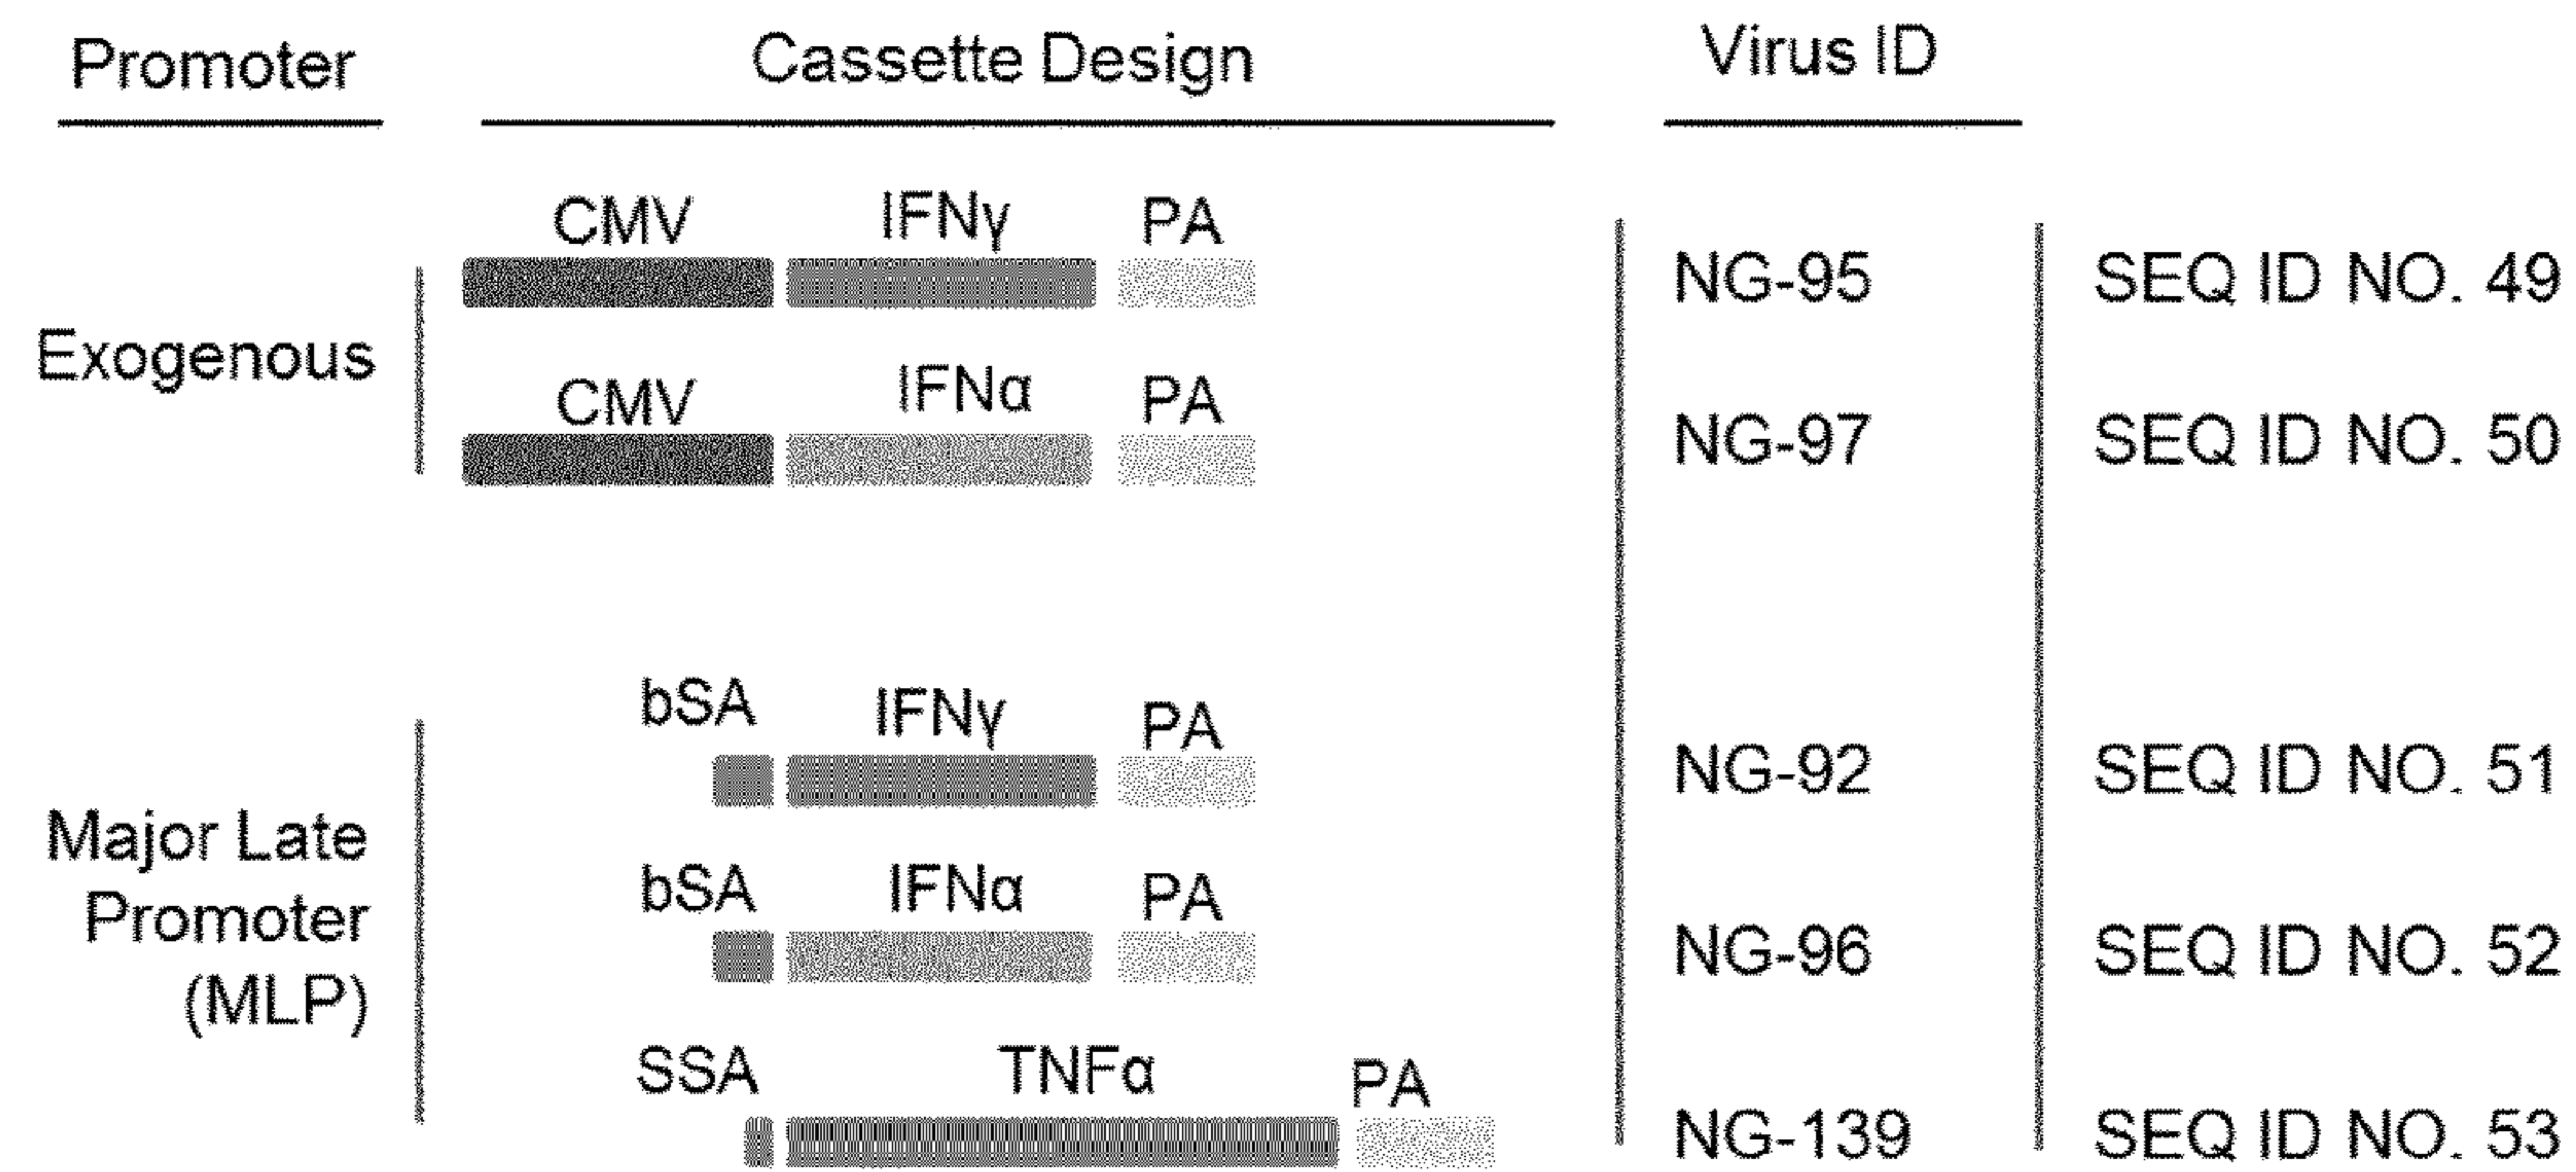 Promoter Cassette Design Virus ID
CMV IFNγ PA
NG-95 SEQ ID NO. 49
Exogenous
CMV IFNα PA
NG-97 SEQ ID NO. 50
bSA IFNγ PA
NG-92 SEQ ID NO. 51
Major Late
Promoter
(MLP)
bSA IFNα PA
NG-96 SEQ ID NO. 52
SSA TNFα PA
NG-139 SEQ ID NO. 53